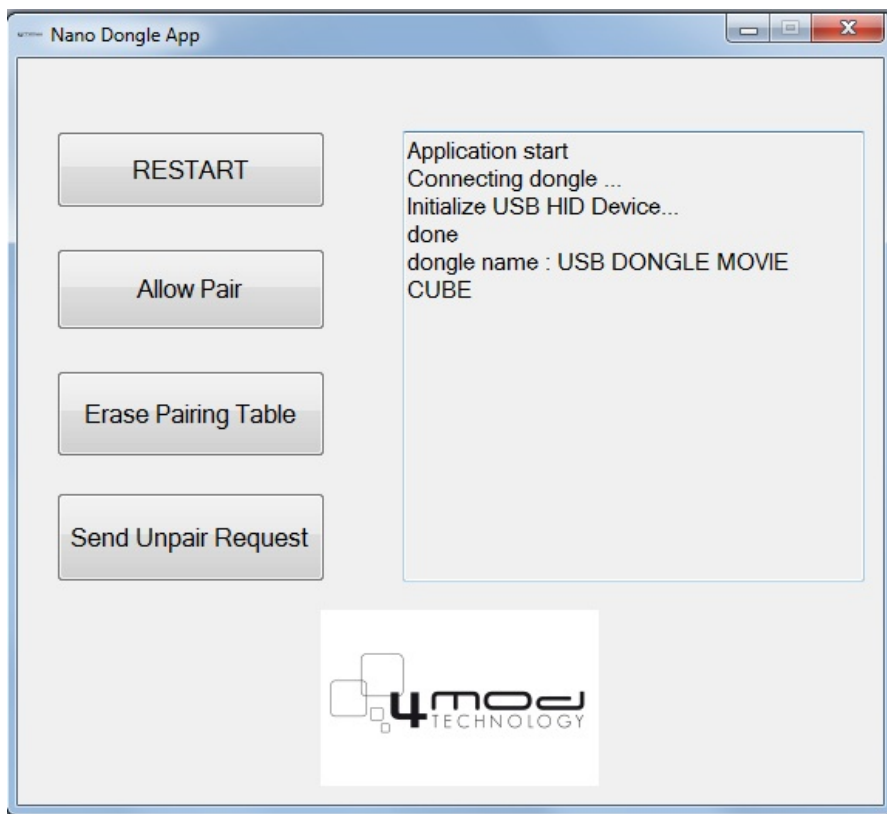 Nano Dongle App
RESTART
Allow Pair
Erase Pairing Table
Send Unpair Request
Application start
Connecting dongle ...
Initialize USB HID Device...
done
dongle name : USB DONGLE MOVIE
CUBE
4mod
TECHNOLOGY